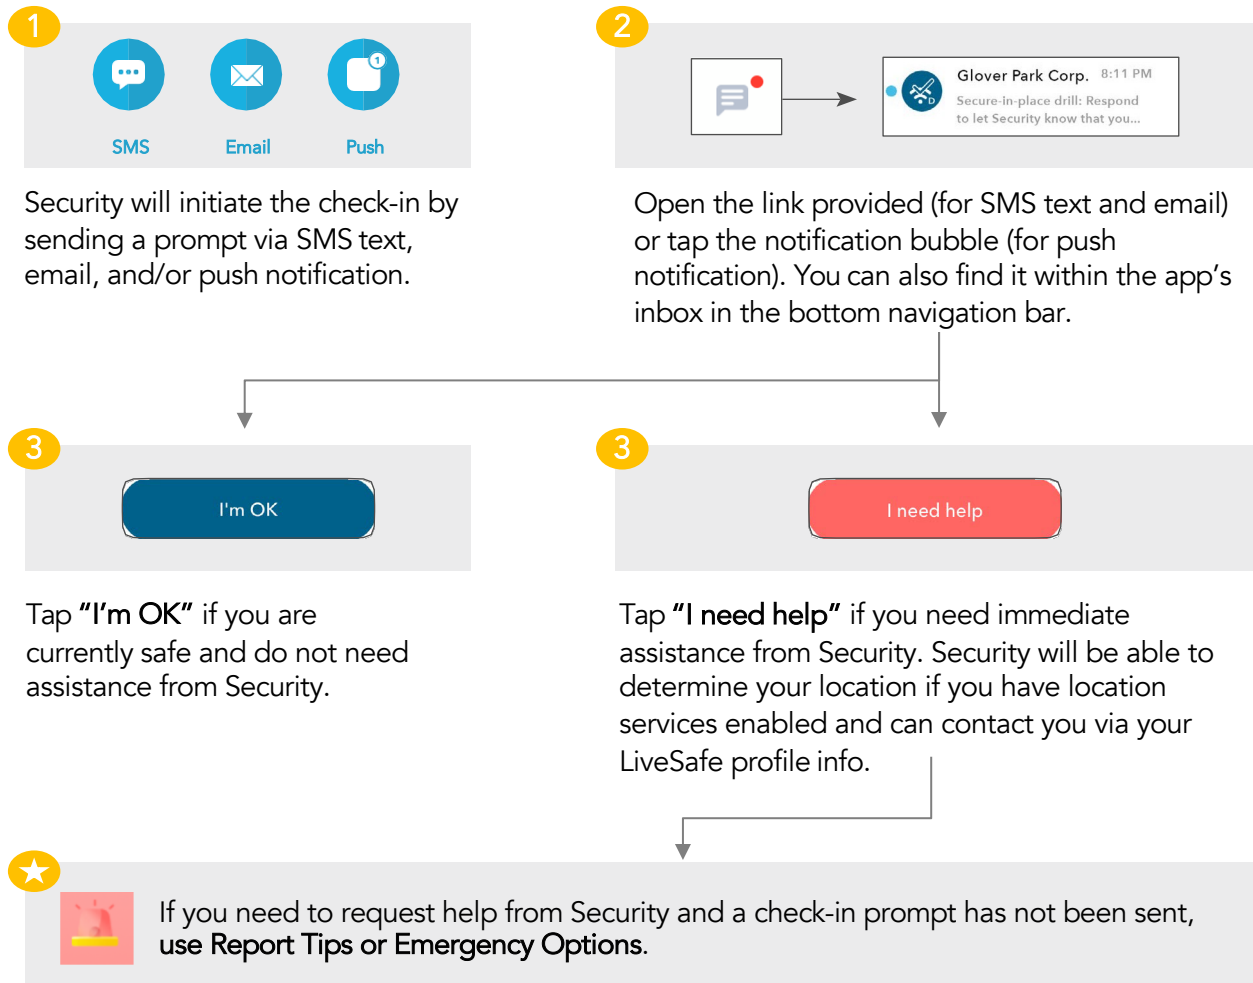 1
1
SMS
Email
Push
Security will initiate the check-in by
sending a prompt via SMS text,
email, and/or push notification.
2
Glover Park Corp. 8:11 PM
D
Secure-in-place drill: Respond
to let Security know that you...
Open the link provided (for SMS text and email)
or tap the notification bubble (for push
notification). You can also find it within the app's
inbox in the bottom navigation bar.
3
I'm OK
Tap "I'm OK" if you are
currently safe and do not need
assistance from Security.
3
I need help
Tap "I need help" if you need immediate
assistance from Security. Security will be able to
determine your location if you have location
services enabled and can contact you via your
LiveSafe profile info.
If you need to request help from Security and a check-in prompt has not been sent,
use Report Tips or Emergency Options.